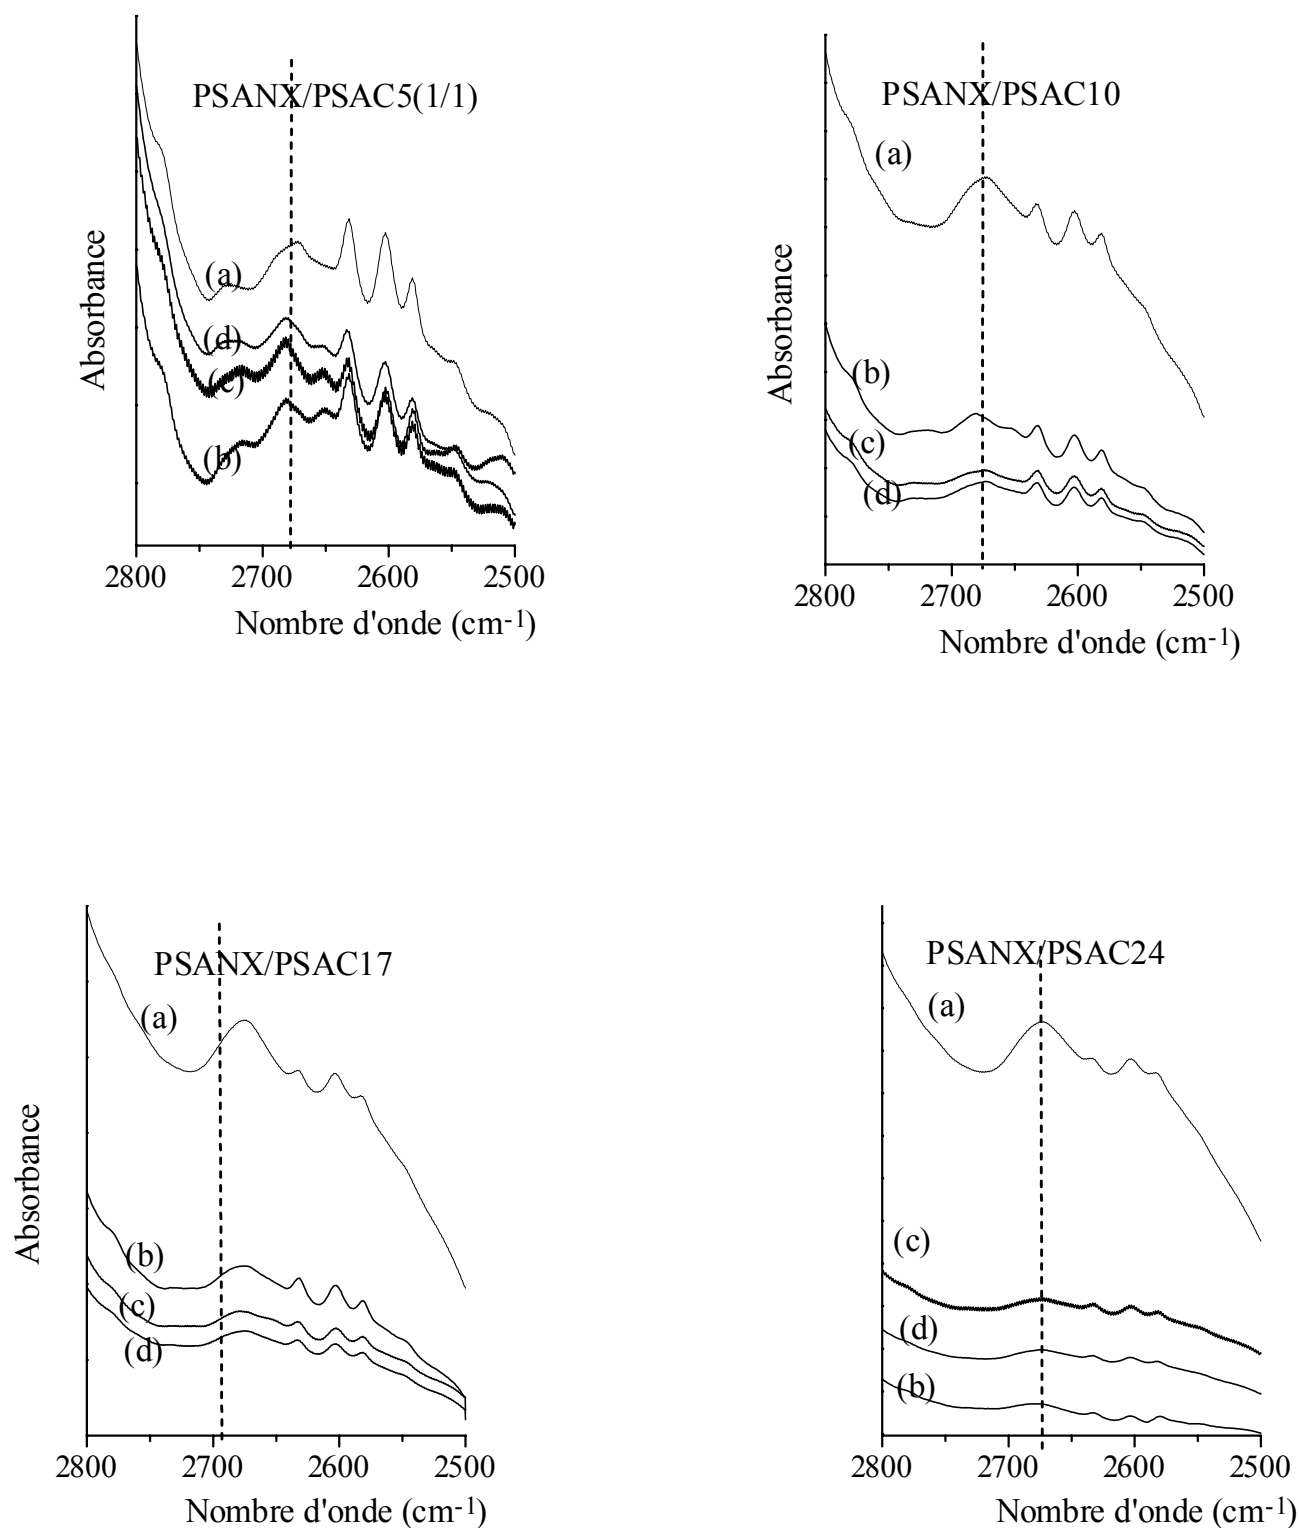 PSANX/PSAC5(1/1)
Absorbance
(a)
(d)
(c)
(b)
2800 2700 2600 2500
Nombre d'onde (cm-1)
PSANX/PSAC10
Absorbance
(a)
(b)
(c)
(d)
2800 2700 2600 2500
Nombre d'onde (cm-1)
PSANX/PSAC17
Absorbance
(a)
(b)
(c)
(d)
2800 2700 2600 2500
Nombre d'onde (cm-1)
PSANX/PSAC24
(a)
(c)
(d)
(b)
2800 2700 2600 2500
Nombre d'onde (cm-1)